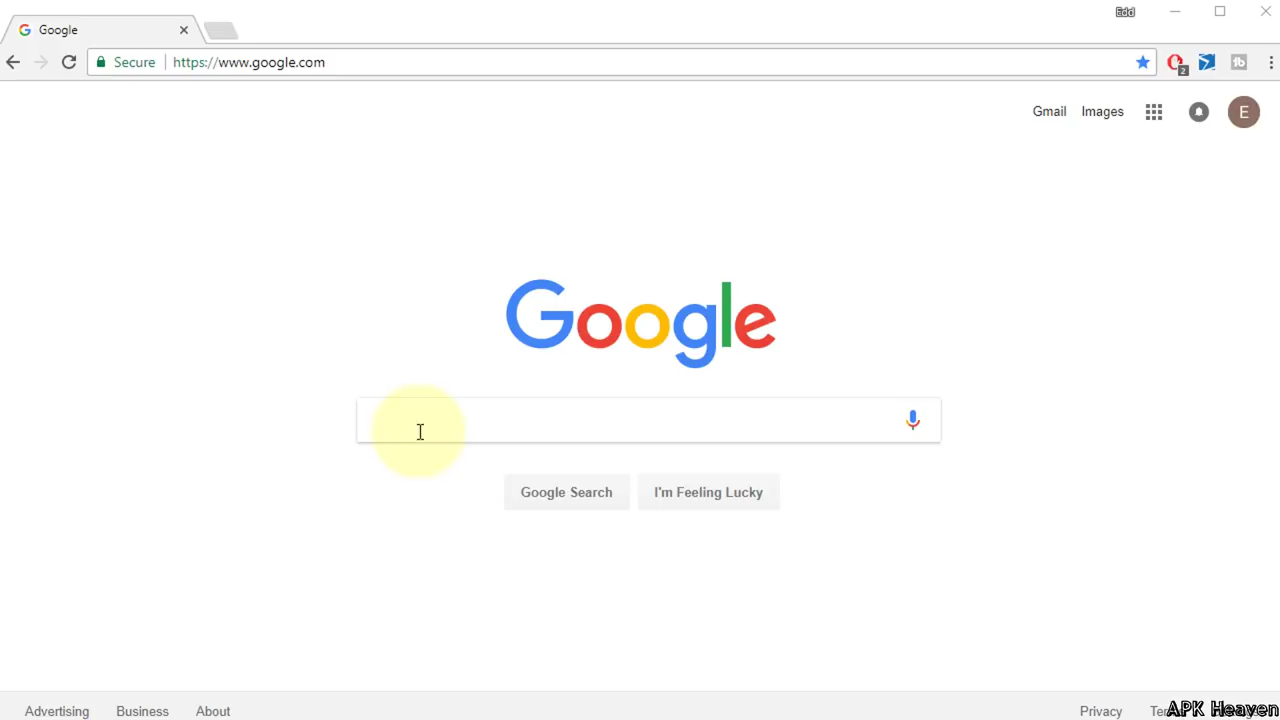 Edd
Google
Secure https://www.google.com
2
Gmail Images E
Google
Google Search I'm Feeling Lucky
Advertising Business About Privacy
APK Heaven